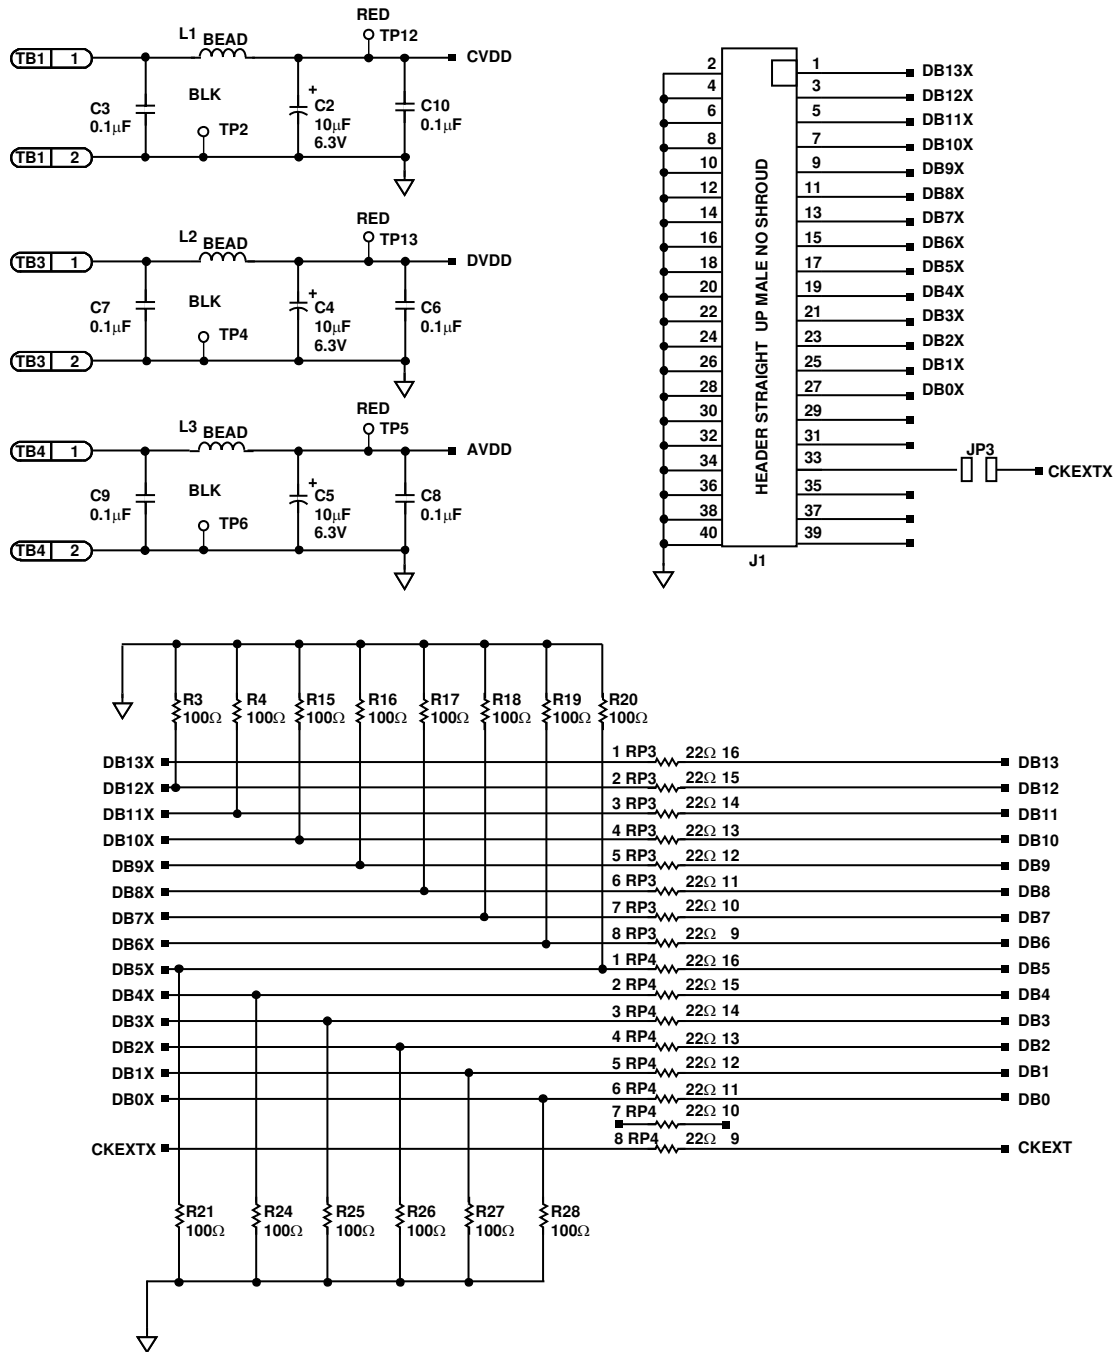 RED
L1 BEAD TP12
TB1 1 CVDD
C3 0.1μF
BLK
TP2
+ C2 10μF 6.3V
C10 0.1μF
TB1 2
RED
L2 BEAD TP13
TB3 1 DVDD
C7 0.1μF
BLK
TP4
+ C4 10μF 6.3V
C6 0.1μF
TB3 2
RED
L3 BEAD TP5
TB4 1 AVDD
C9 0.1μF
BLK
TP6
+ C5 10μF 6.3V
C8 0.1μF
TB4 2
HEADER STRAIGHT UP MALE NO SHROUD
2 1 DB13X
4 3 DB12X
6 5 DB11X
8 7 DB10X
10 9 DB9X
12 11 DB8X
14 13 DB7X
16 15 DB6X
18 17 DB5X
20 19 DB4X
22 21 DB3X
24 23 DB2X
26 25 DB1X
28 27 DB0X
30 29
32 31
34 33 JP3 CKEXTX
36 35
38 37
40 39
J1
R3 R4 R15 R16 R17 R18 R19 R20
100Ω 100Ω 100Ω 100Ω 100Ω 100Ω 100Ω 100Ω
DB13X 1 RP3 22Ω 16 DB13
DB12X 2 RP3 22Ω 15 DB12
DB11X 3 RP3 22Ω 14 DB11
DB10X 4 RP3 22Ω 13 DB10
DB9X 5 RP3 22Ω 12 DB9
DB8X 6 RP3 22Ω 11 DB8
DB7X 7 RP3 22Ω 10 DB7
DB6X 8 RP3 22Ω 9 DB6
DB5X 1 RP4 22Ω 16 DB5
DB4X 2 RP4 22Ω 15 DB4
DB3X 3 RP4 22Ω 14 DB3
DB2X 4 RP4 22Ω 13 DB2
DB1X 5 RP4 22Ω 12 DB1
DB0X 6 RP4 22Ω 11 DB0
7 RP4 22Ω 10
CKEXTX 8 RP4 22Ω 9 CKEXT
R21 R24 R25 R26 R27 R28
100Ω 100Ω 100Ω 100Ω 100Ω 100Ω